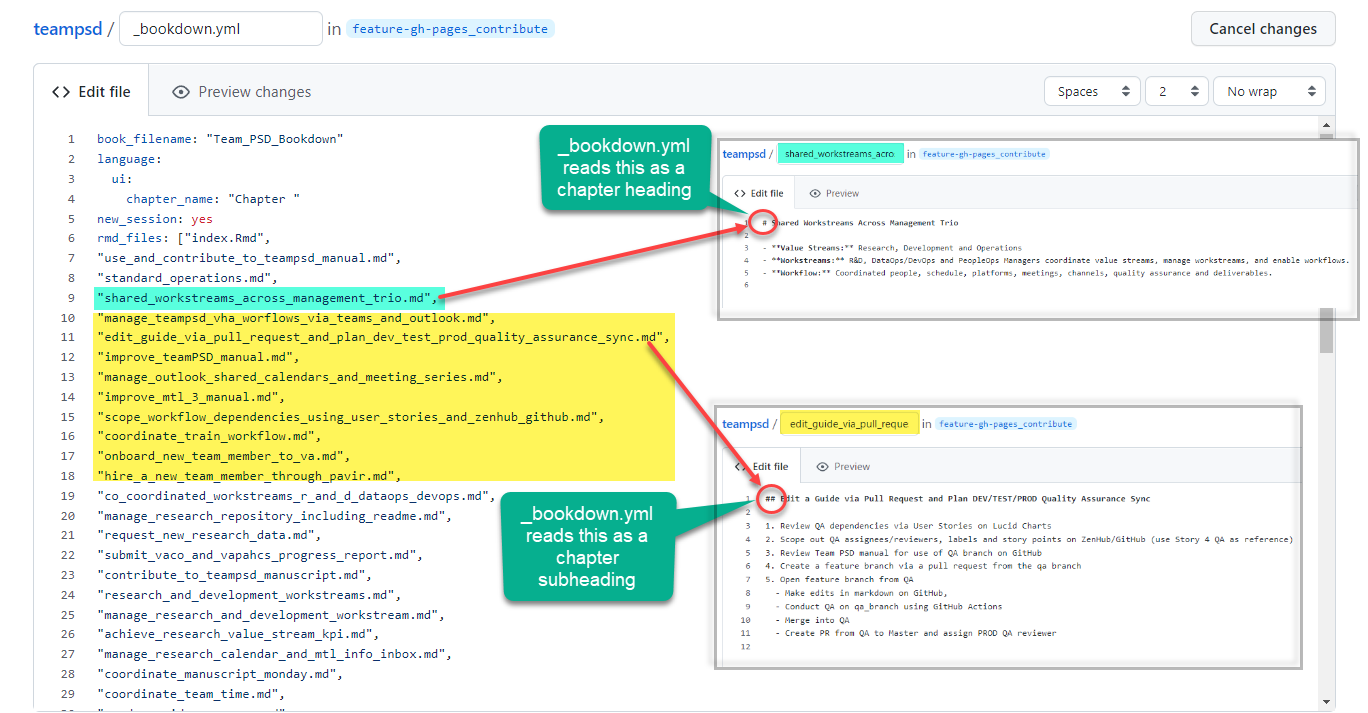 teampsd / _bookdown.yml in feature-gh-pages_contribute
Cancel changes
<> Edit file
Preview changes
Spaces
2
No wrap
1 book_filename: "Team_PSD_Bookdown"
2 language:
3 ui:
4 chapter_name: "Chapter "
5 new_session: yes
6 rmd_files: ["index.Rmd",
7 "use_and_contribute_to_teampsd_manual.md",
8 "standard_operations.md",
9 "shared_workstreams_across_management_trio.md",
10 "manage_teampsd_vha_worflows_via_teams_and_outlook.md",
11 "edit_guide_via_pull_request_and_plan_dev_test_prod_quality_assurance_sync.md",
12 "improve_teamPSD_manual.md",
13 "manage_outlook_shared_calendars_and_meeting_series.md",
14 "improve_mtl_3_manual.md",
15 "scope_workflow_dependencies_using_user_stories_and_zenhub_github.md",
16 "coordinate_train_workflow.md",
17 "onboard_new_team_member_to_va.md",
18 "hire_a_new_team_member_through_pavir.md",
19 "co_coordinated_workstreams_r_and_d_dataops_devops.md",
20 "manage_research_repository_including_readme.md",
21 "request_new_research_data.md",
22 "submit_vaco_and_vapahcs_progress_report.md",
23 "contribute_to_teampsd_manuscript.md",
24 "research_and_development_workstreams.md",
25 "manage_research_and_development_workstream.md",
26 "achieve_research_value_stream_kpi.md",
27 "manage_research_calendar_and_mtl_info_inbox.md",
28 "coordinate_manuscript_monday.md",
29 "coordinate_team_time.md",
_bookdown.yml
reads this as a
chapter heading
teampsd / shared_workstreams_acro in feature-gh-pages_contribute
<> Edit file
Preview
1 # Shared Workstreams Across Management Trio
2
3 - **Value Streams:** Research, Development and Operations
4 - **Workstreams:** R&D, DataOps/DevOps and PeopleOps Managers coordinate value streams, manage workstreams, and enable workflows.
5 - **Workflow:** Coordinated people, schedule, platforms, meetings, channels, quality assurance and deliverables.
6
_bookdown.yml
reads this as a
chapter
subheading
teampsd / edit_guide_via_pull_reque in feature-gh-pages_contribute
<> Edit file
Preview
1 ## Edit a Guide via Pull Request and Plan DEV/TEST/PROD Quality Assurance Sync
2
3 1. Review QA dependencies via User Stories on Lucid Charts
4 2. Scope out QA assignees/reviewers, labels and story points on ZenHub/GitHub (use Story 4 QA as reference)
5 3. Review Team PSD manual for use of QA branch on GitHub
6 4. Create a feature branch via a pull request from the qa branch
7 5. Open feature branch from QA
8 - Make edits in markdown on GitHub,
9 - Conduct QA on qa_branch using GitHub Actions
10 - Merge into QA
11 - Create PR from QA to Master and assign PROD QA reviewer
12